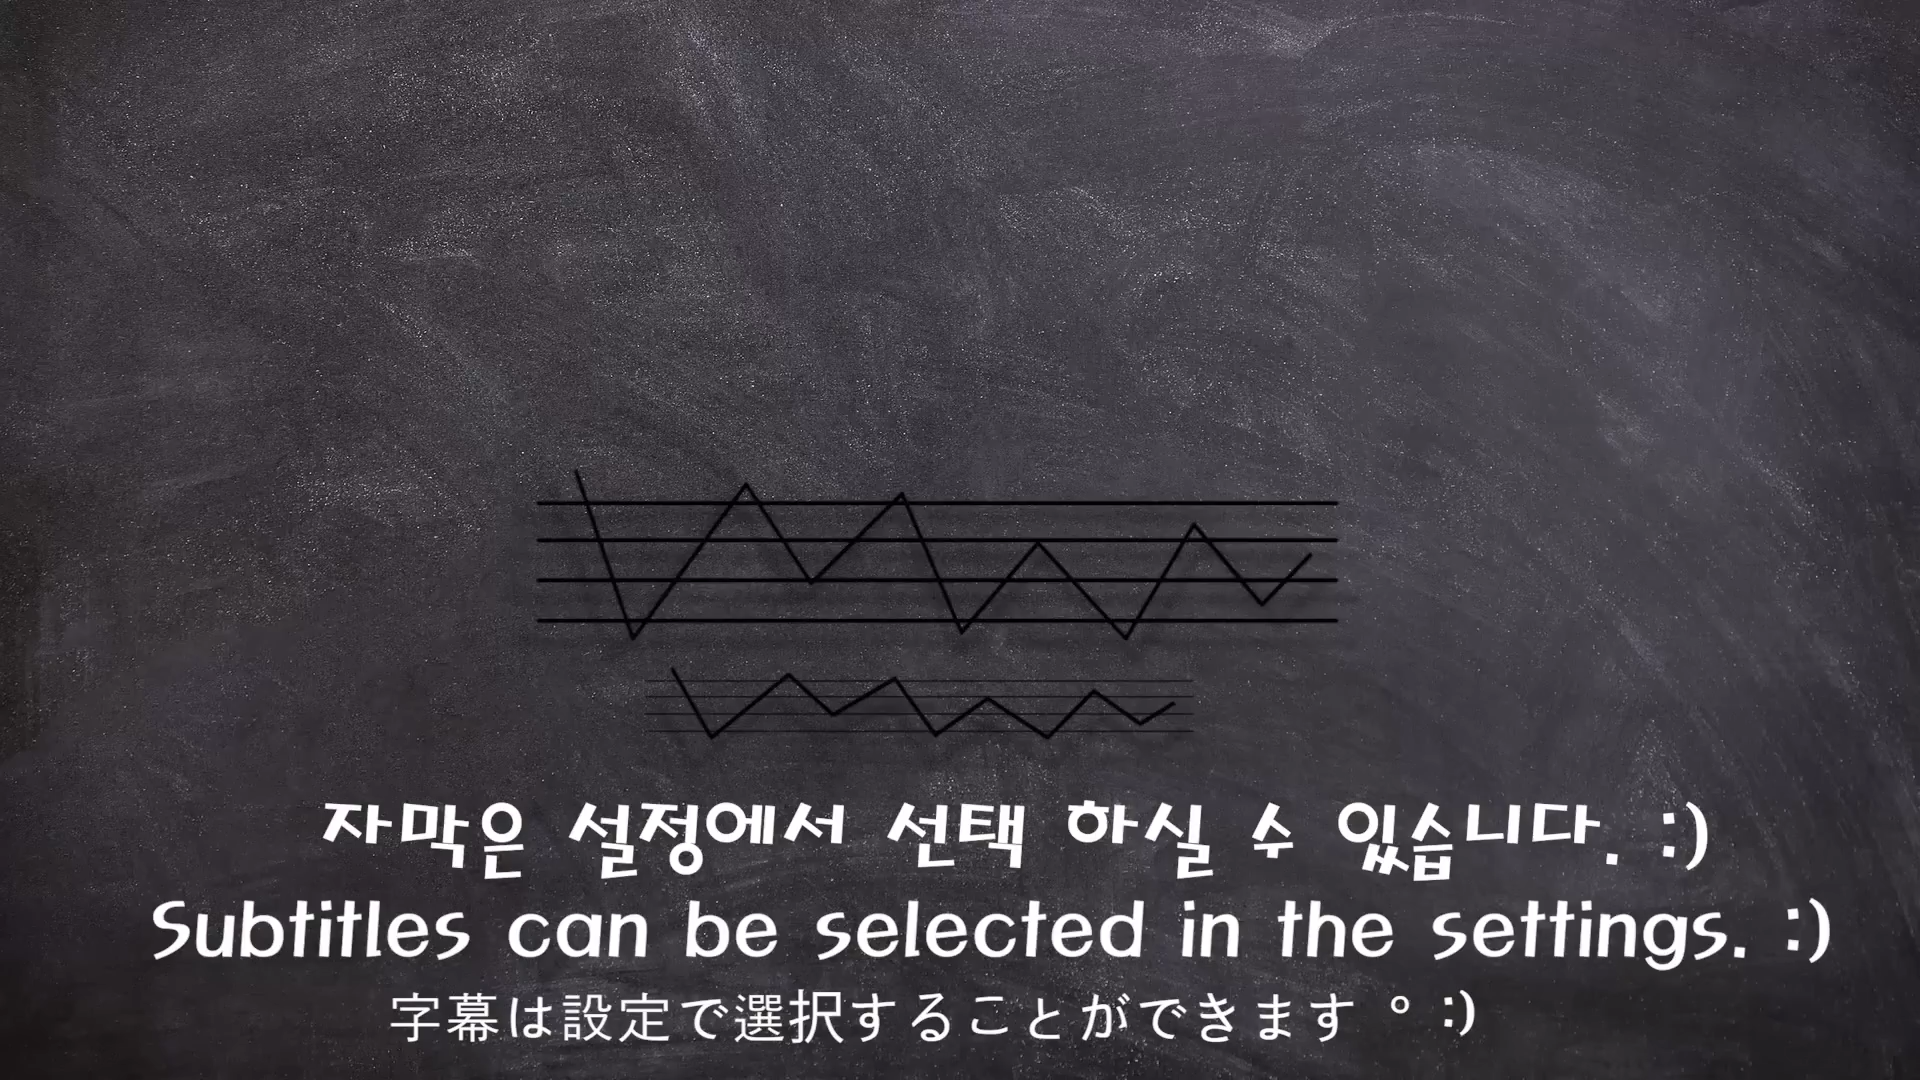 자막은 설정에서 선택 하실 수 있습니다. :)
Subtitles can be selected in the settings. :)
字幕は設定で選択することができます 。:)